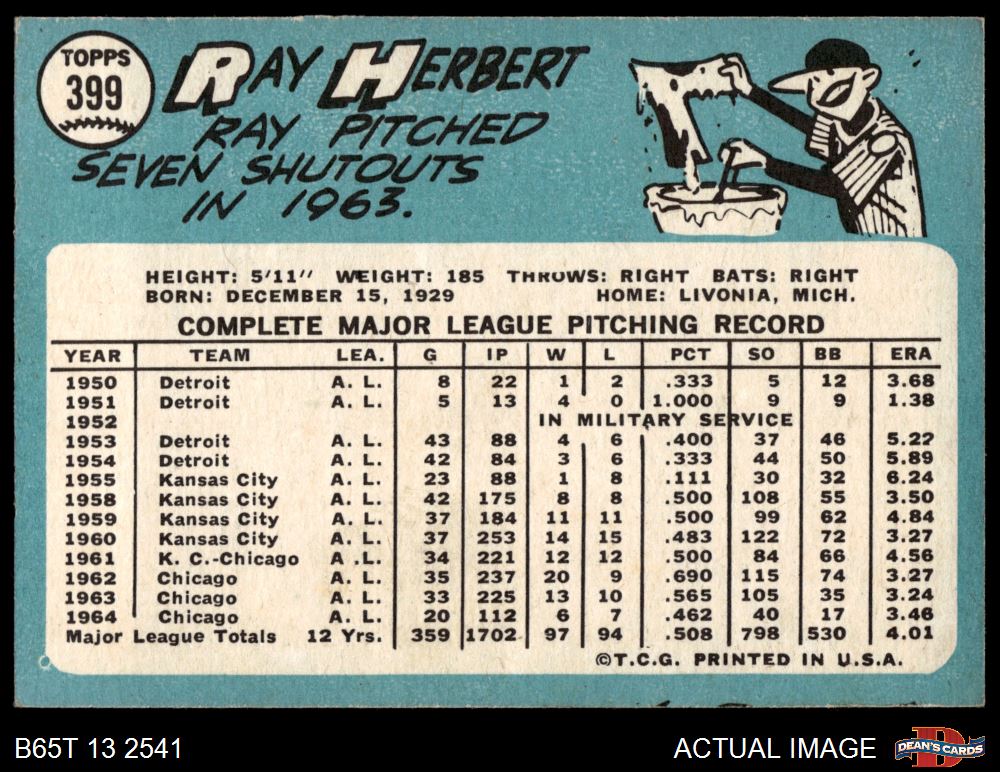 TOPPS
399
RAY HERBERT
RAY PITCHED
SEVEN SHUTOUTS
IN 1963.
HEIGHT: 5'11" WEIGHT: 185 THROWS: RIGHT BATS: RIGHT
BORN: DECEMBER 15, 1929 HOME: LIVONIA, MICH.
COMPLETE MAJOR LEAGUE PITCHING RECORD
YEAR TEAM LEA. G IP W L PCT SO BB ERA
1950 Detroit A. L. 8 22 1 2 .333 5 12 3.68
1951 Detroit A. L. 5 13 4 0 1.000 9 9 1.38
1952 IN MILITARY SERVICE
1953 Detroit A. L. 43 88 4 6 .400 37 46 5.22
1954 Detroit A. L. 42 84 3 6 .333 44 50 5.89
1955 Kansas City A. L. 23 88 1 8 .111 30 32 6.24
1958 Kansas City A. L. 42 175 8 8 .500 108 55 3.50
1959 Kansas City A. L. 37 184 11 11 .500 99 62 4.84
1960 Kansas City A. L. 37 253 14 15 .483 122 72 3.27
1961 K. C.-Chicago A .L. 34 221 12 12 .500 84 66 4.56
1962 Chicago A. L. 35 237 20 9 .690 115 74 3.27
1963 Chicago A. L. 33 225 13 10 .565 105 35 3.24
1964 Chicago A. L. 20 112 6 7 .462 40 17 3.46
Major League Totals 12 Yrs. 359 1702 97 94 .508 798 530 4.01
©T.C.G. PRINTED IN U.S.A.
B65T 13 2541 ACTUAL IMAGE
DEAN'S CARDS